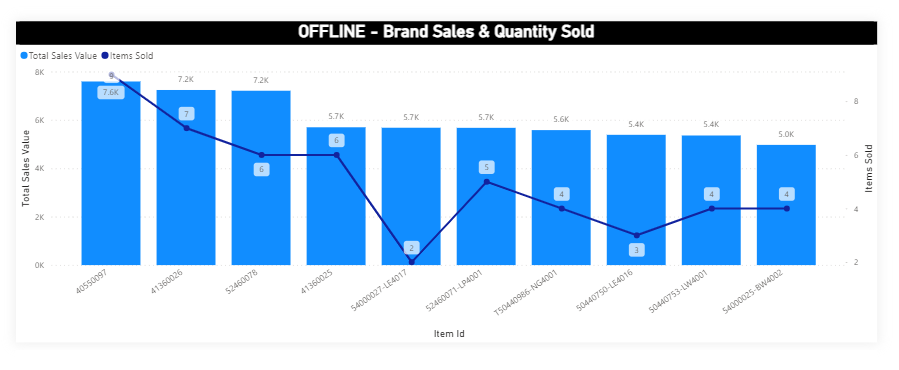 OFFLINE - Brand Sales & Quantity Sold
Total Sales Value Items Sold
8K
6K
4K
2K
0K
Total Sales Value
9
7.6K
7.2K
7.2K
5.7K
5.7K
5.7K
5.6K
5.4K
5.4K
5.0K
7
6
6
2
5
4
3
4
4
8
6
4
2
Items Sold
40550097
41360026
52460078
41360025
54000027-LE4017
52460071-LP4001
T50440986-NG4001
50440750-LE4016
50440753-LW4001
54000025-BW4002
Item Id